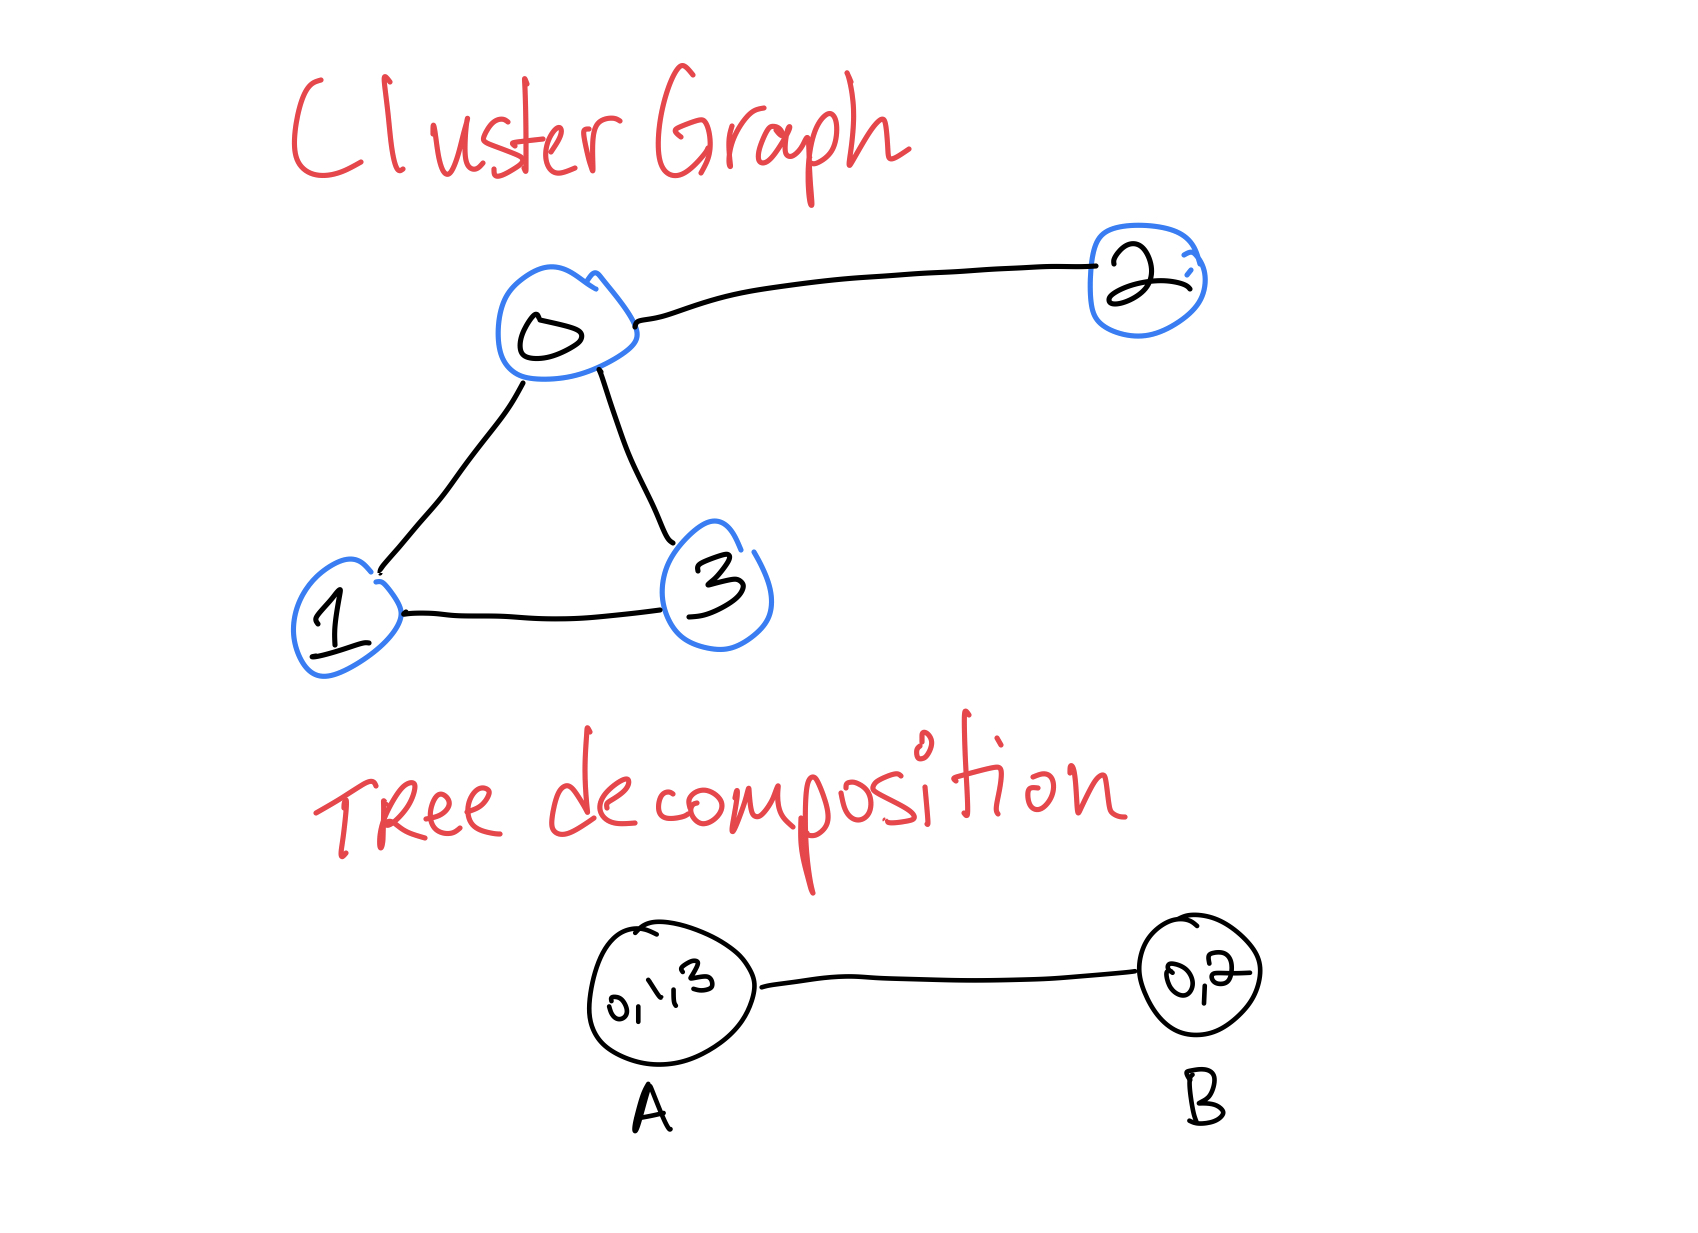 Cluster Graph
0
2
1
3
Tree decomposition
0,1,3
0,2
A
B